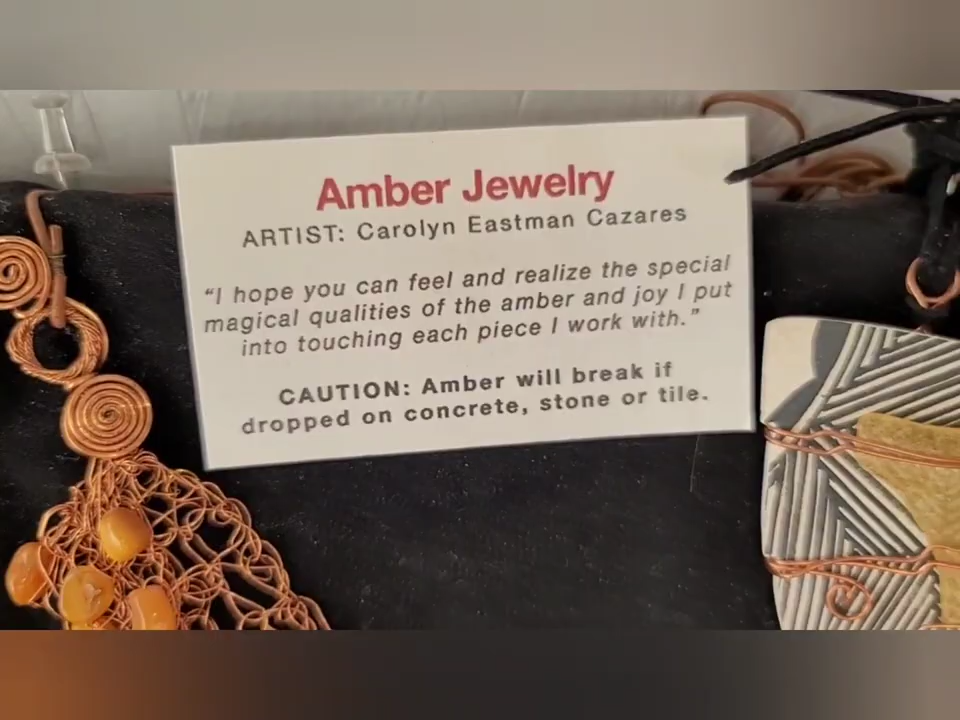 Amber Jewelry
ARTIST: Carolyn Eastman Cazares
“I hope you can feel and realize the special
magical qualities of the amber and joy I put
into touching each piece I work with.”
CAUTION: Amber will break if
dropped on concrete, stone or tile.